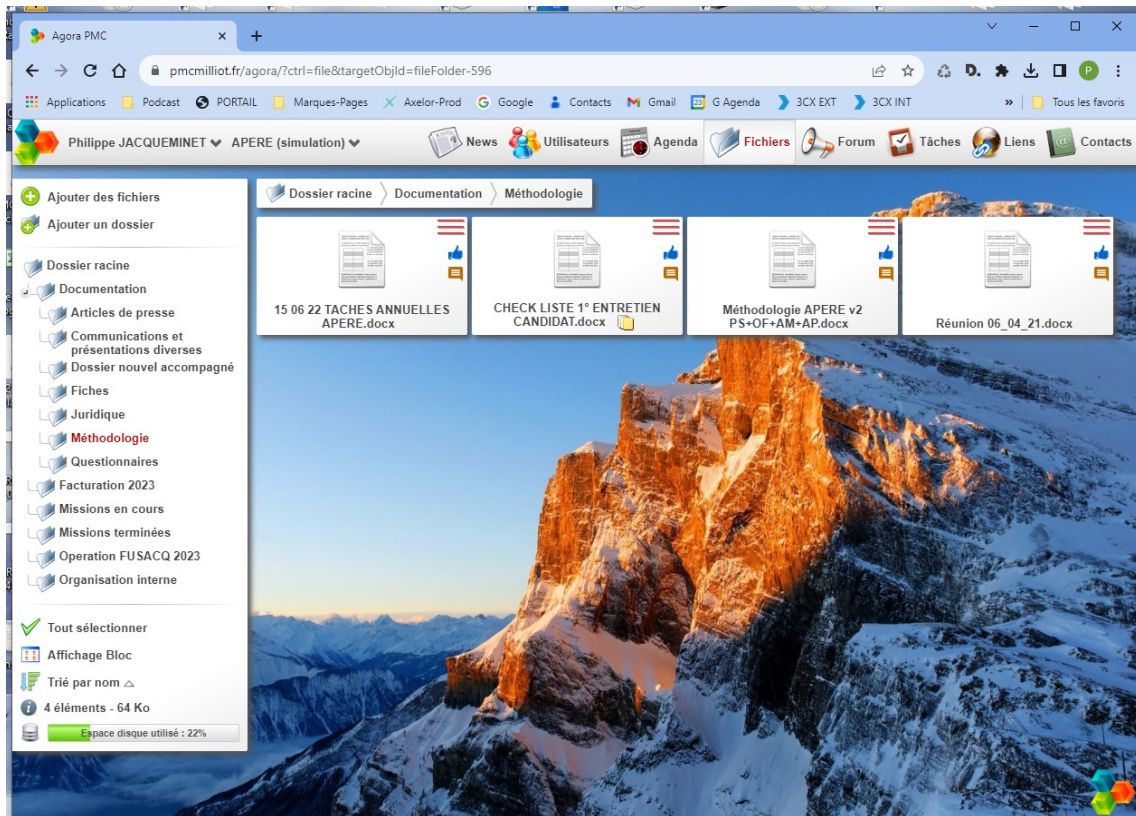 Agora PMC
pmcmilliot.fr/agora/?ctrl=file&targetObjId=fileFolder-596
Applications Podcast PORTAIL Marques-Pages Axelor-Prod Google Contacts Gmail G Agenda 3CX EXT 3CX INT » Tous les favoris
Philippe JACQUEMINET APERE (simulation) News Utilisateurs Agenda Fichiers Forum Tâches Liens Contacts
Ajouter des fichiers
Ajouter un dossier
Dossier racine
Documentation
Articles de presse
Communications et
présentations diverses
Dossier nouvel accompagné
Fiches
Juridique
Méthodologie
Questionnaires
Facturation 2023
Missions en cours
Missions terminées
Operation FUSACQ 2023
Organisation interne
Tout sélectionner
Affichage Bloc
Trié par nom
4 éléments - 64 Ko
Espace disque utilisé : 22%
Dossier racine Documentation Méthodologie
15 06 22 TACHES ANNUELLES
APERE.docx
CHECK LISTE 1° ENTRETIEN
CANDIDAT.docx
Méthodologie APERE v2
PS+OF+AM+AP.docx
Réunion 06_04_21.docx